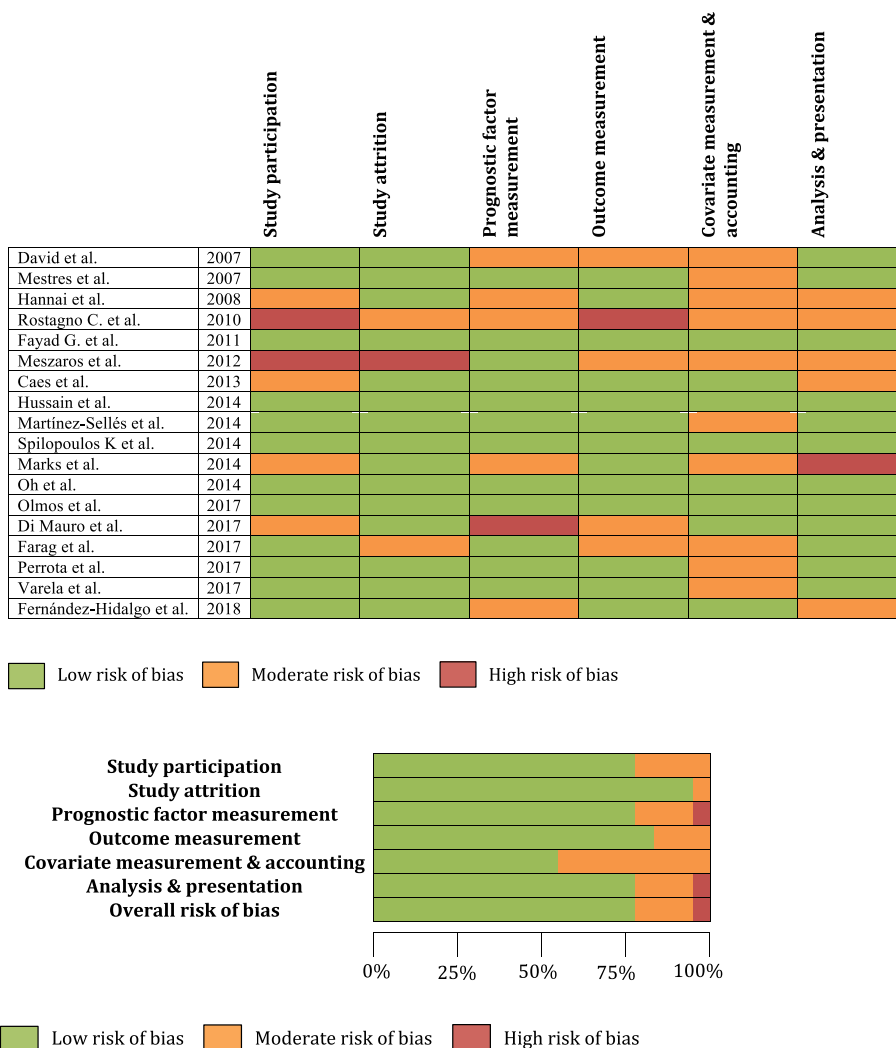 Study participation
Study attrition
Prognostic factor
measurement
Outcome measurement
Covariate measurement &
accounting
Analysis & presentation
David et al. 2007
Mestres et al. 2007
Hannai et al. 2008
Rostagno C. et al. 2010
Fayad G. et al. 2011
Meszaros et al. 2012
Caes et al. 2013
Hussain et al. 2014
Martínez-Sellés et al. 2014
Spilopoulos K et al. 2014
Marks et al. 2014
Oh et al. 2014
Olmos et al. 2017
Di Mauro et al. 2017
Farag et al. 2017
Perrota et al. 2017
Varela et al. 2017
Fernández-Hidalgo et al. 2018
Low risk of bias Moderate risk of bias High risk of bias
Study participation
Study attrition
Prognostic factor measurement
Outcome measurement
Covariate measurement & accounting
Analysis & presentation
Overall risk of bias
0% 25% 50% 75% 100%
Low risk of bias Moderate risk of bias High risk of bias